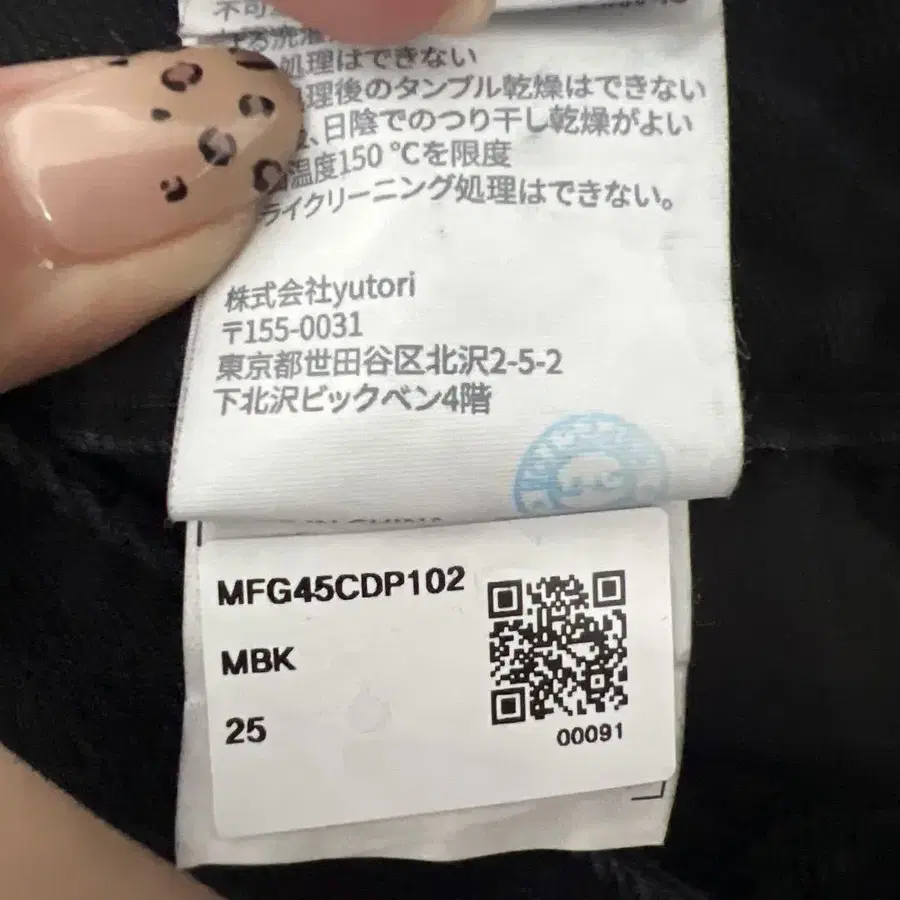 処理はできない
理後のタンブル乾燥はできない
、日陰でのつり干し乾燥がよい
温度150 ℃を限度
ライクリーニング処理はできない。
株式会社yutori
〒155-0031
東京都世田谷区北沢2-5-2
下北沢ビックベン4階
MFG45CDP102
MBK
25
00091